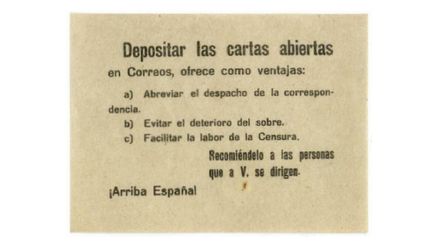 Depositar las cartas abiertas
en Correos, ofrece como ventajas:
a) Abreviar el despacho de la correspon-
dencia.
b) Evitar el deterioro del sobre.
c) Facilitar la labor de la Censura.
Recomiéndelo a las personas
que a V. se dirigen.
¡Arriba España!